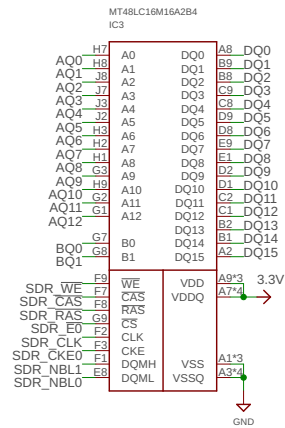 MT48LC16M16A2B4
IC3
AQ0 H7 A0 DQ0 A8 DQ0
AQ1 H8 A1 DQ1 B9 DQ1
AQ2 J8 A2 DQ2 B8 DQ2
AQ3 J7 A3 DQ3 C9 DQ3
AQ4 J3 A4 DQ4 C8 DQ4
AQ5 J2 A5 DQ5 D9 DQ5
AQ6 H3 A6 DQ6 D8 DQ6
AQ7 H2 A7 DQ7 E9 DQ7
AQ8 H1 A8 DQ8 E1 DQ8
AQ9 G3 A9 DQ9 D2 DQ9
AQ10 H9 A10 DQ10 D1 DQ10
AQ11 G2 A11 DQ11 C2 DQ11
AQ12 G1 A12 DQ12 C1 DQ12
DQ13 B2 DQ13
BQ0 G7 B0 DQ14 B1 DQ14
BQ1 G8 B1 DQ15 A2 DQ15
SDR_WE F9 WE VDD A9*3 3.3V
SDR_CAS F7 CAS VDDQ A7*4
SDR_RAS F8 RAS
SDR_E0 G9 CS
SDR_CLK F2 CLK
SDR_CKE0 F3 CKE
SDR_NBL1 F1 DQMH VSS A1*3
SDR_NBL0 E8 DQML VSSQ A3*4
GND